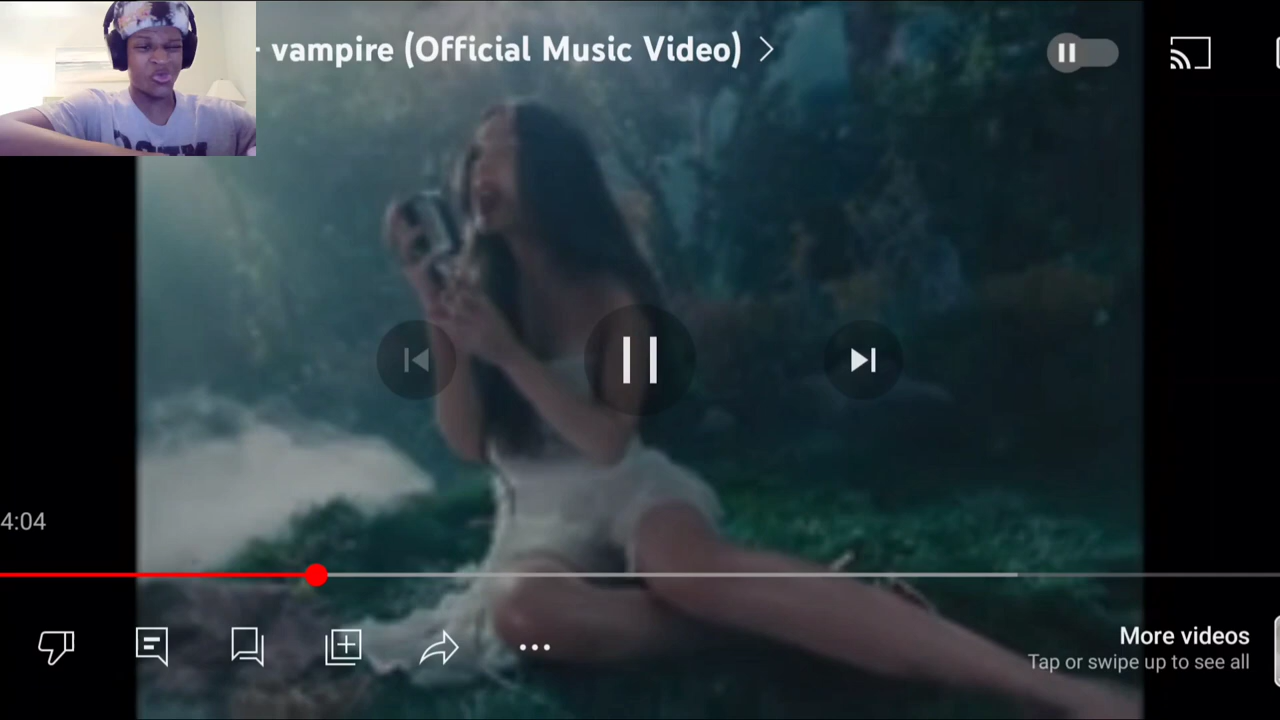 - vampire (Official Music Video)
4:04
More videos
Tap or swipe up to see all